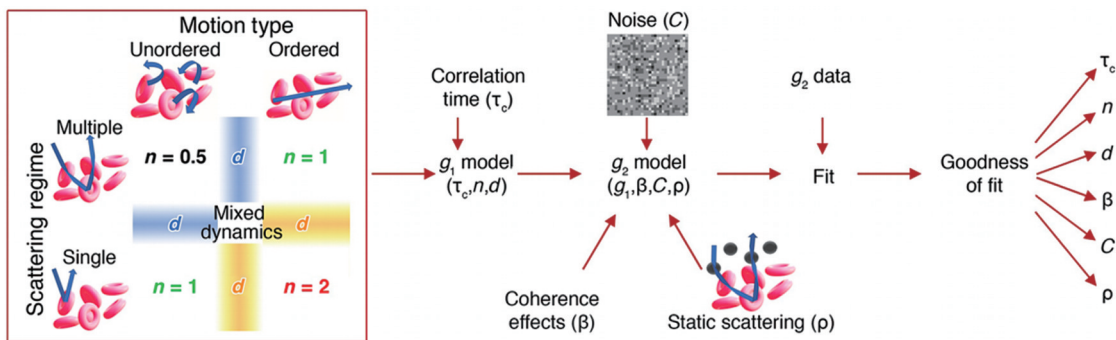 Motion type
Unordered Ordered
Scattering regime
Multiple
n = 0.5 d n = 1
d Mixed d
dynamics
Single
n = 1 d n = 2
Correlation
time (τc)
g1 model
(τc,n,d)
Noise (C)
g2 model
(g1,β,C,ρ)
Coherence
effects (β)
Static scattering (ρ)
g2 data
Fit
Goodness
of fit
τc
n
d
β
C
ρ